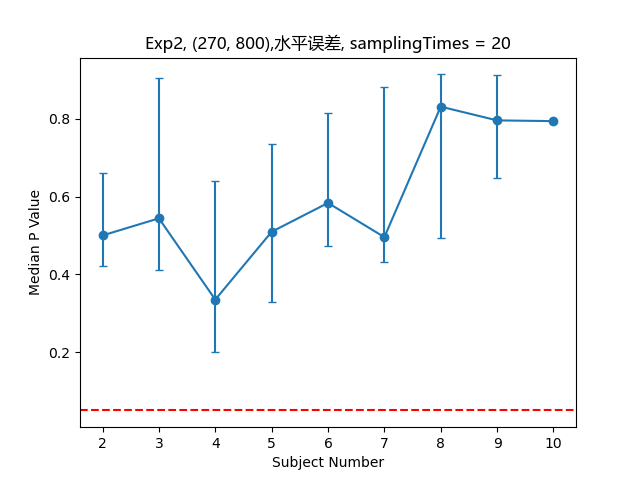 Exp2, (270, 800),水平误差, samplingTimes = 20
Median P Value
0.8
0.6
0.4
0.2
2 3 4 5 6 7 8 9 10
Subject Number